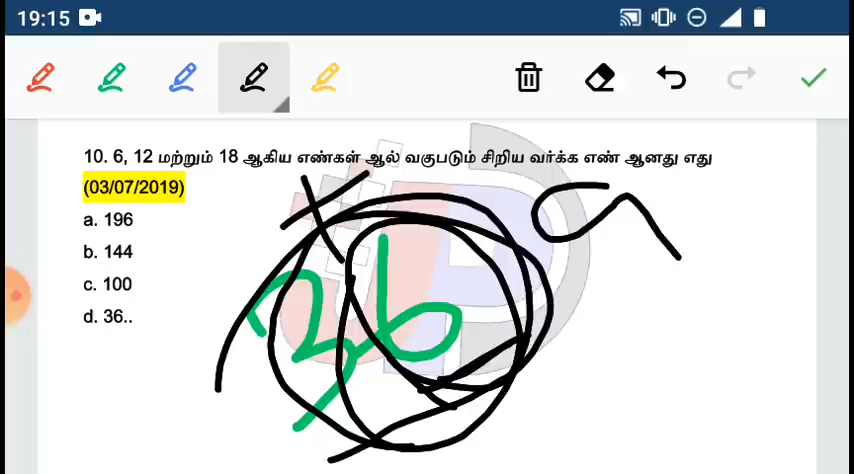 19:15
10. 6, 12 மற்றும் 18 ஆகிய எண்கள் ஆல் வகுபடும் சிறிய வர்க்க எண் ஆனது எது
(03/07/2019)
a. 196
b. 144
c. 100
d. 36..
36